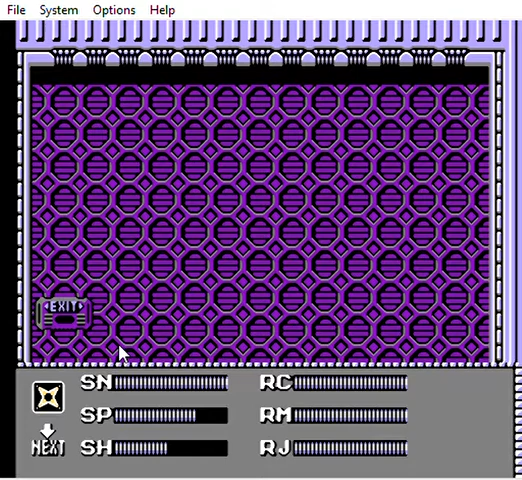 File System Options Help
EXIT
SN RC
SP RM
NEXT SH RJ